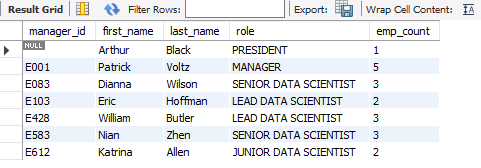 Result Grid Filter Rows: Export: Wrap Cell Content:
manager_id first_name last_name role emp_count
NULL Arthur Black PRESIDENT 1
E001 Patrick Voltz MANAGER 5
E083 Dianna Wilson SENIOR DATA SCIENTIST 3
E103 Eric Hoffman LEAD DATA SCIENTIST 2
E428 William Butler LEAD DATA SCIENTIST 3
E583 Nian Zhen SENIOR DATA SCIENTIST 3
E612 Katrina Allen JUNIOR DATA SCIENTIST 2